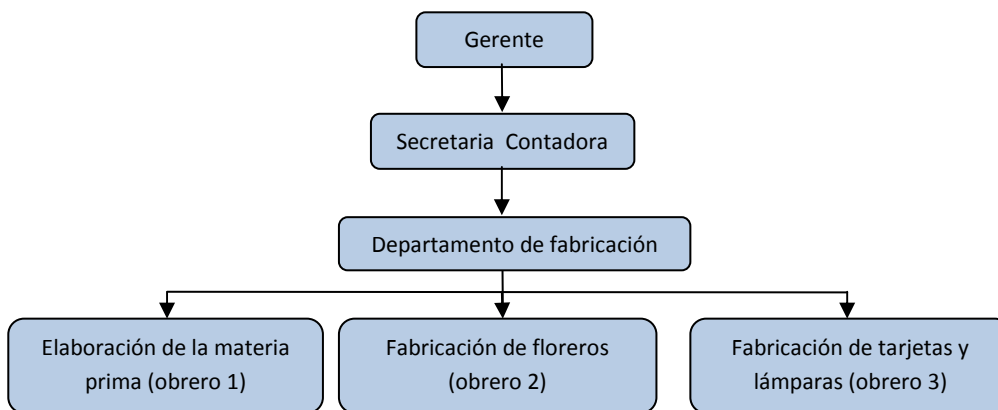 Gerente
Secretaria Contadora
Departamento de fabricación
Elaboración de la materia
prima (obrero 1)
Fabricación de floreros
(obrero 2)
Fabricación de tarjetas y
lámparas (obrero 3)